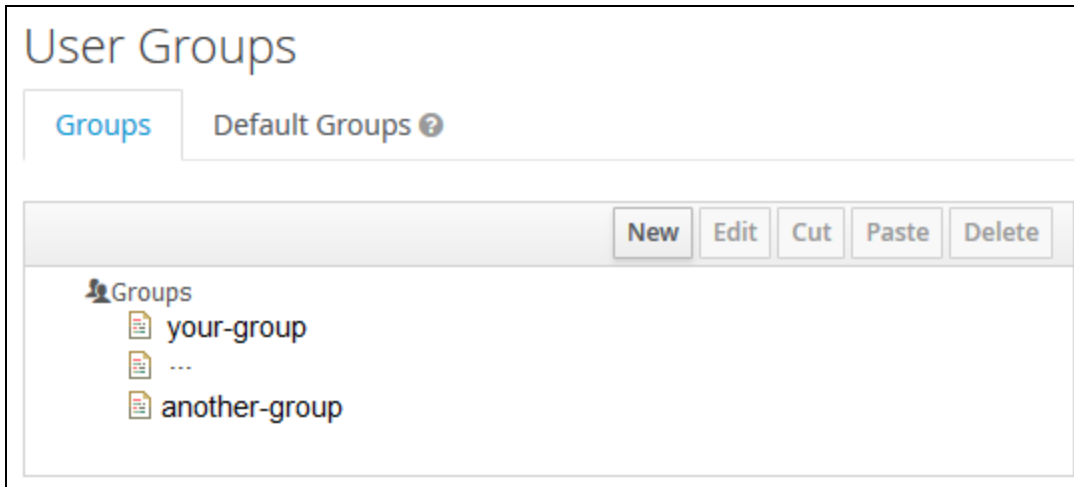 User Groups
Groups Default Groups ?
New Edit Cut Paste Delete
Groups
your-group
...
another-group